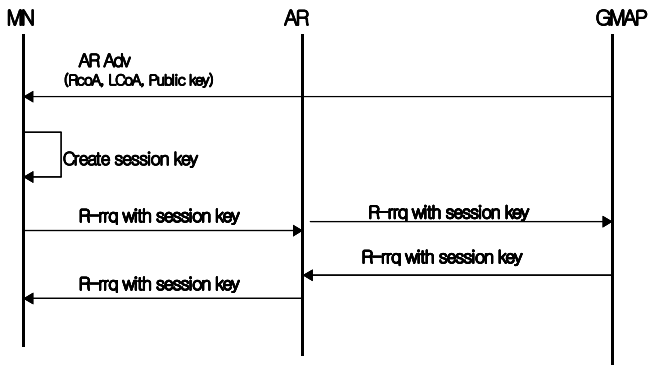 MN AR GMAP
AR Adv
(RcoA, LCoA, Public key)
Create session key
R-rrq with session key
R-rrq with session key
R-rrq with session key
R-rrq with session key